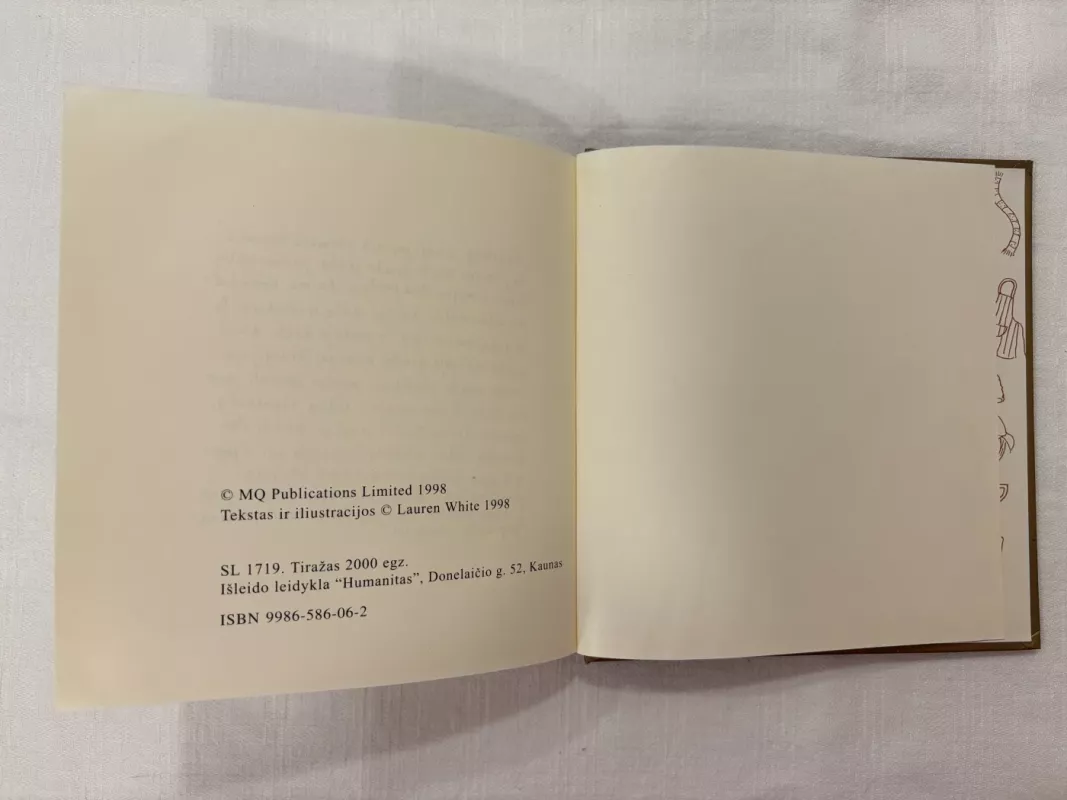 © MQ Publications Limited 1998
Tekstas ir iliustracijos © Lauren White 1998
SL 1719. Tiražas 2000 egz.
Išleido leidykla “Humanitas”, Donelaičio g. 52, Kaunas
ISBN 9986-586-06-2